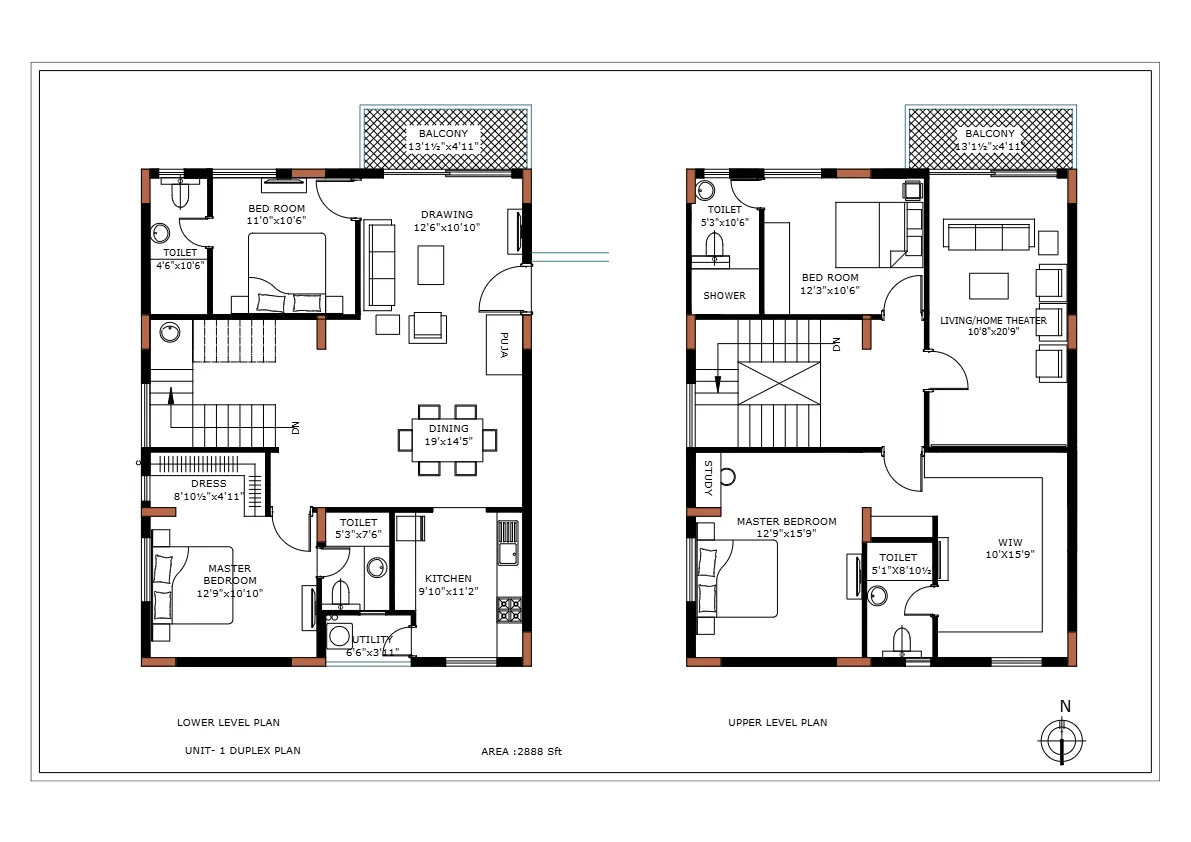 BALCONY
13'1½"x4'11"
BED ROOM
11'0"x10'6"
DRAWING
12'6"x10'10"
TOILET
4'6"x10'6"
PUJA
DN
DINING
19'x14'5"
DRESS
8'10½"x4'11"
TOILET
5'3"x7'6"
MASTER
BEDROOM
12'9"x10'10"
KITCHEN
9'10"x11'2"
UTILITY
6'6"x3'11"
LOWER LEVEL PLAN
UNIT- 1 DUPLEX PLAN
AREA :2888 Sft
BALCONY
13'1½"x4'11"
TOILET
5'3"x10'6"
SHOWER
BED ROOM
12'3"x10'6"
LIVING/HOME THEATER
10'8"x20'9"
DN
STUDY
MASTER BEDROOM
12'9"x15'9"
TOILET
5'1"X8'10½"
WIW
10'X15'9"
UPPER LEVEL PLAN
N